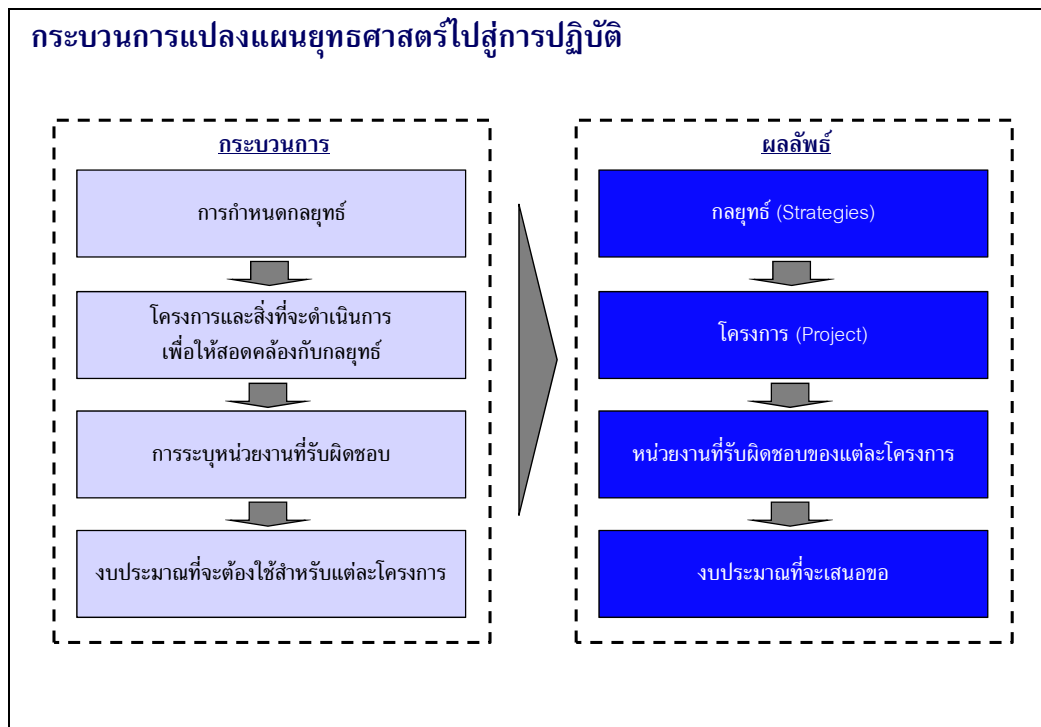 กระบวนการแปลงแผนยุทธศาสตร์ไปสู่การปฏิบัติ
กระบวนการ
การกำหนดกลยุทธ์
โครงการและสิ่งที่จะดำเนินการ
เพื่อให้สอดคล้องกับกลยุทธ์
การระบุหน่วยงานที่รับผิดชอบ
งบประมาณที่จะต้องใช้สำหรับแต่ละโครงการ
ผลลัพธ์
กลยุทธ์ (Strategies)
โครงการ (Project)
หน่วยงานที่รับผิดชอบของแต่ละโครงการ
งบประมาณที่จะเสนอขอ